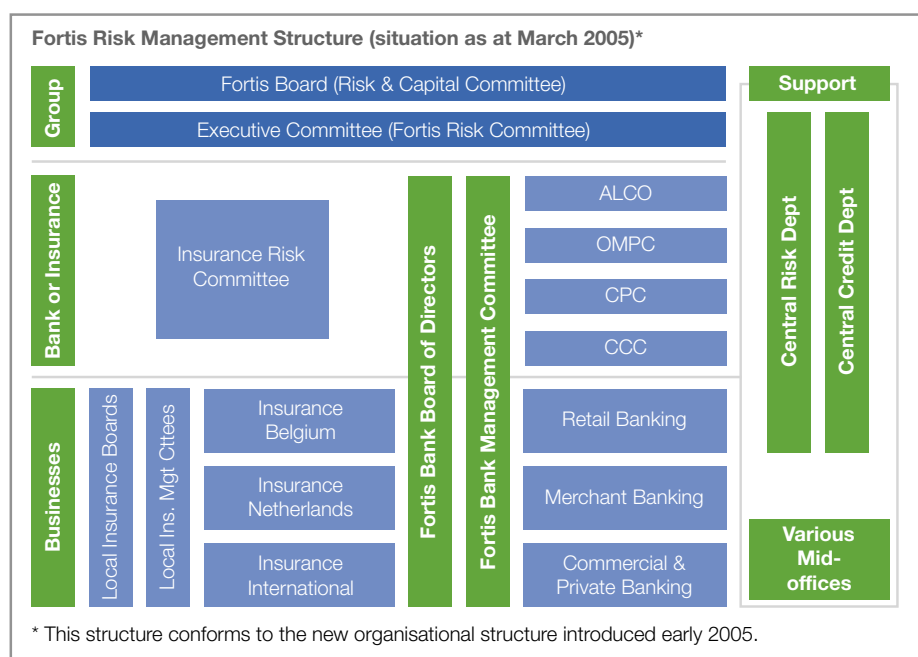 Fortis Risk Management Structure (situation as at March 2005)*
Group
Fortis Board (Risk & Capital Committee)
Executive Committee (Fortis Risk Committee)
Support
Bank or Insurance
Insurance Risk
Committee
Fortis Bank Board of Directors
Fortis Bank Management Committee
ALCO
OMPC
CPC
CCC
Central Risk Dept
Central Credit Dept
Businesses
Local Insurance Boards
Local Ins. Mgt Cttees
Insurance
Belgium
Insurance
Netherlands
Insurance
International
Retail Banking
Merchant Banking
Commercial &
Private Banking
Various
Mid-
offices
* This structure conforms to the new organisational structure introduced early 2005.